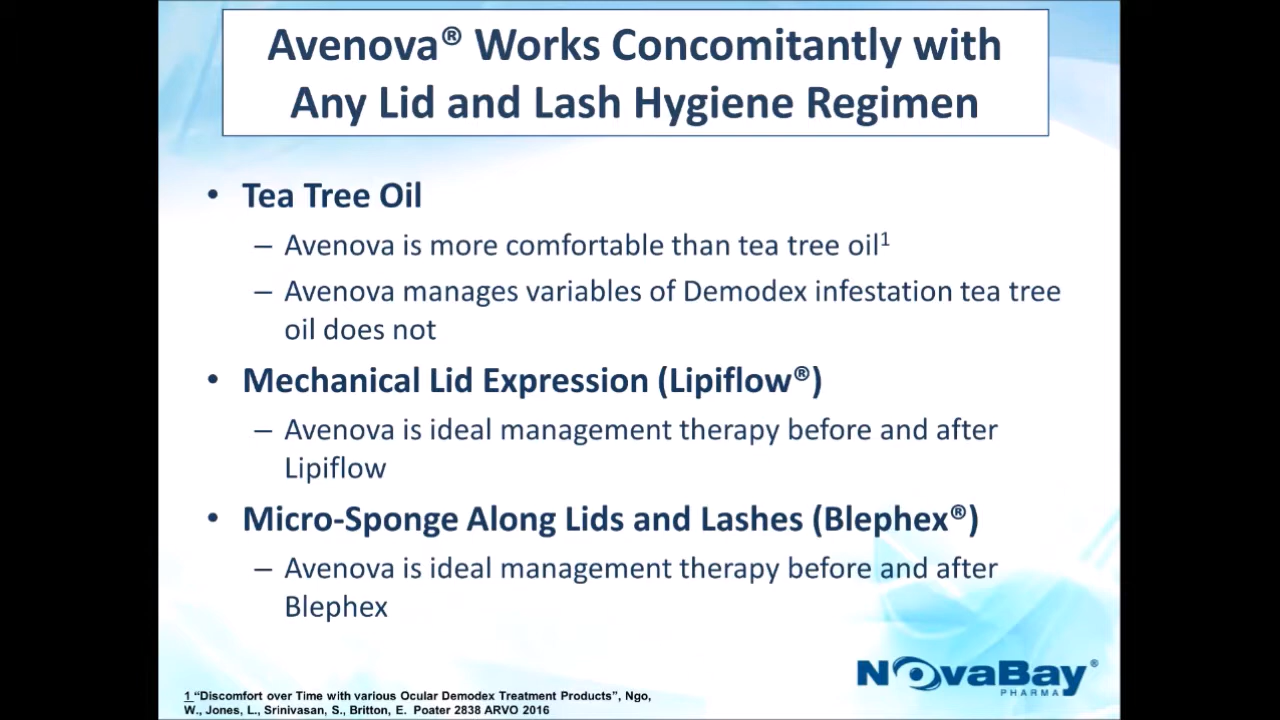 Avenova® Works Concomitantly with
Any Lid and Lash Hygiene Regimen
• Tea Tree Oil
– Avenova is more comfortable than tea tree oil¹
– Avenova manages variables of Demodex infestation tea tree
oil does not
• Mechanical Lid Expression (Lipiflow®)
– Avenova is ideal management therapy before and after
Lipiflow
• Micro-Sponge Along Lids and Lashes (Blephex®)
– Avenova is ideal management therapy before and after
Blephex
NovaBay®
PHARMA
1 “Discomfort over Time with various Ocular Demodex Treatment Products”, Ngo,
W., Jones, L., Srinivasan, S., Britton, E. Poater 2838 ARVO 2016